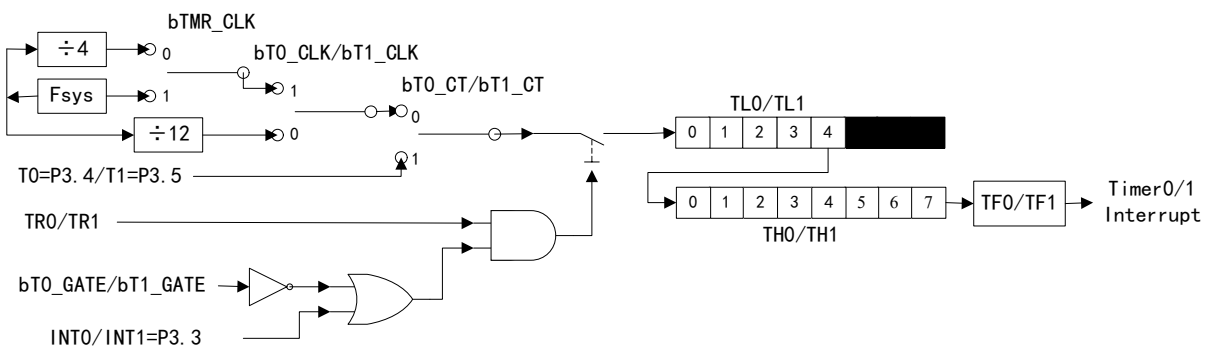 bTMR_CLK
÷4
0
bT0_CLK/bT1_CLK
Fsys
1
1
bT0_CT/bT1_CT
0
÷12
0
1
T0=P3.4/T1=P3.5
TL0/TL1
0 1 2 3 4
0 1 2 3 4 5 6 7
TH0/TH1
TF0/TF1
Timer0/1
Interrupt
TR0/TR1
bT0_GATE/bT1_GATE
INT0/INT1=P3.3